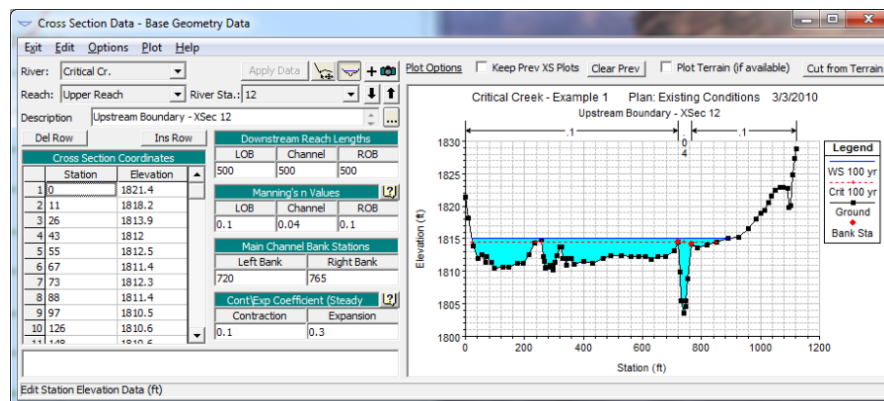 Cross Section Data - Base Geometry Data
Exit Edit Options Plot Help
River: Critical Cr. Apply Data
Plot Options Keep Prev XS Plots Clear Prev Plot Terrain (if available) Cut from Terrain
Reach: Upper Reach River Sta.: 12
Description Upstream Boundary - XSec 12 ...
Del Row Ins Row
Cross Section Coordinates
Station Elevation
1 0 1821.4
2 11 1818.2
3 26 1813.9
4 43 1812
5 55 1812.5
6 67 1811.4
7 73 1812.3
8 88 1811.4
9 97 1810.5
10 126 1810.6
11 148 1810.6
Downstream Reach Lengths
LOB Channel ROB
500 500 500
Manning's n Values ?
LOB Channel ROB
0.1 0.04 0.1
Main Channel Bank Stations
Left Bank Right Bank
720 765
Cont\Exp Coefficient (Steady ?
Contraction Expansion
0.1 0.3
Critical Creek - Example 1 Plan: Existing Conditions 3/3/2010
Upstream Boundary - XSec 12
.1 .04 .1
1830
1825
1820
1815
1810
1805
1800
Elevation (ft)
0 200 400 600 800 1000 1200
Station (ft)
Legend
WS 100 yr
Crit 100 yr
Ground
Bank Sta
Edit Station Elevation Data (ft)